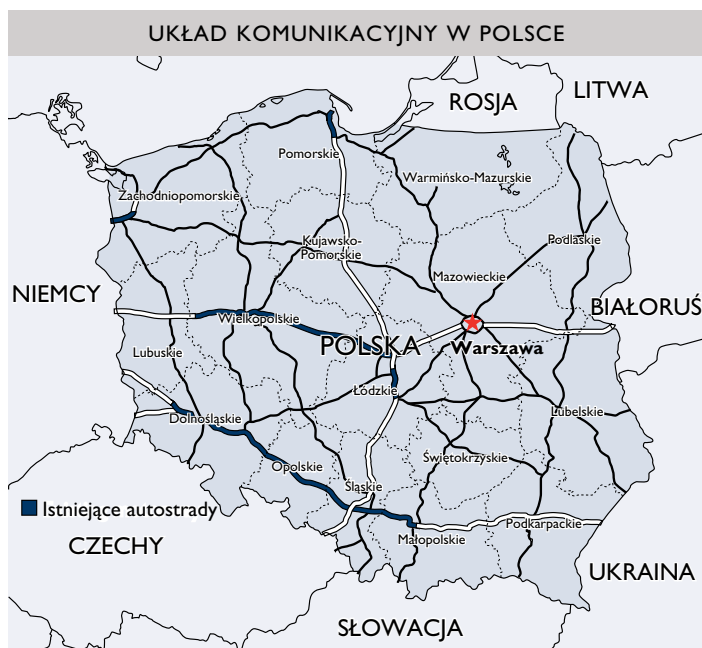 UKŁAD KOMUNIKACYJNY W POLSCE
LITWA
ROSJA
Pomorskie
Warmińsko-Mazurskie
Zachodniopomorskie
Kujawsko-
Pomorskie
Podlaskie
Mazowieckie
NIEMCY
BIAŁORUŚ
Wielkopolskie
POLSKA
Warszawa
Lubuskie
Łódzkie
Dolnośląskie
Lubelskie
Świętokrzyskie
Opolskie
Śląskie
Istniejące autostrady
Podkarpackie
Małopolskie
CZECHY
UKRAINA
SŁOWACJA